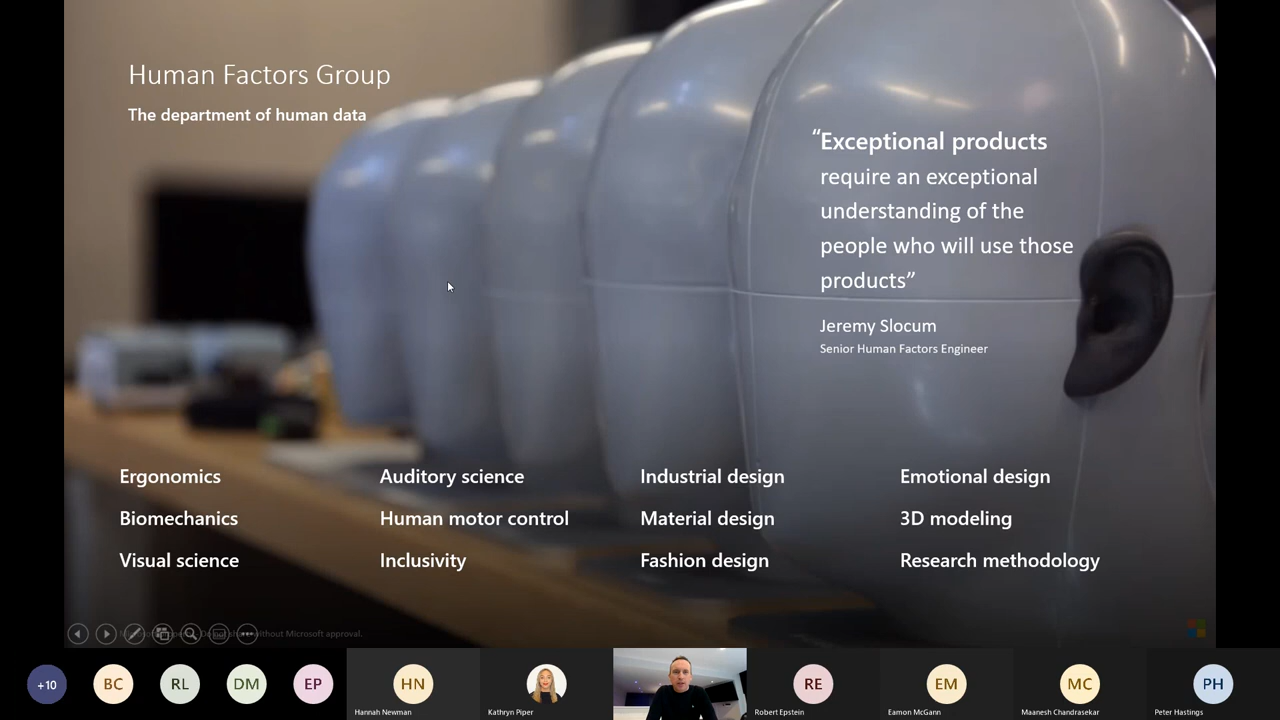 Human Factors Group
The department of human data
“Exceptional products
require an exceptional
understanding of the
people who will use those
products”
Jeremy Slocum
Senior Human Factors Engineer
Ergonomics
Auditory science
Industrial design
Emotional design
Biomechanics
Human motor control
Material design
3D modeling
Visual science
Inclusivity
Fashion design
Research methodology
without Microsoft approval.
+10
BC
RL
DM
EP
HN
RE
EM
MC
PH
Hannah Newman
Kathryn Piper
Robert Epstein
Eamon McGann
Maanesh Chandrasekar
Peter Hastings